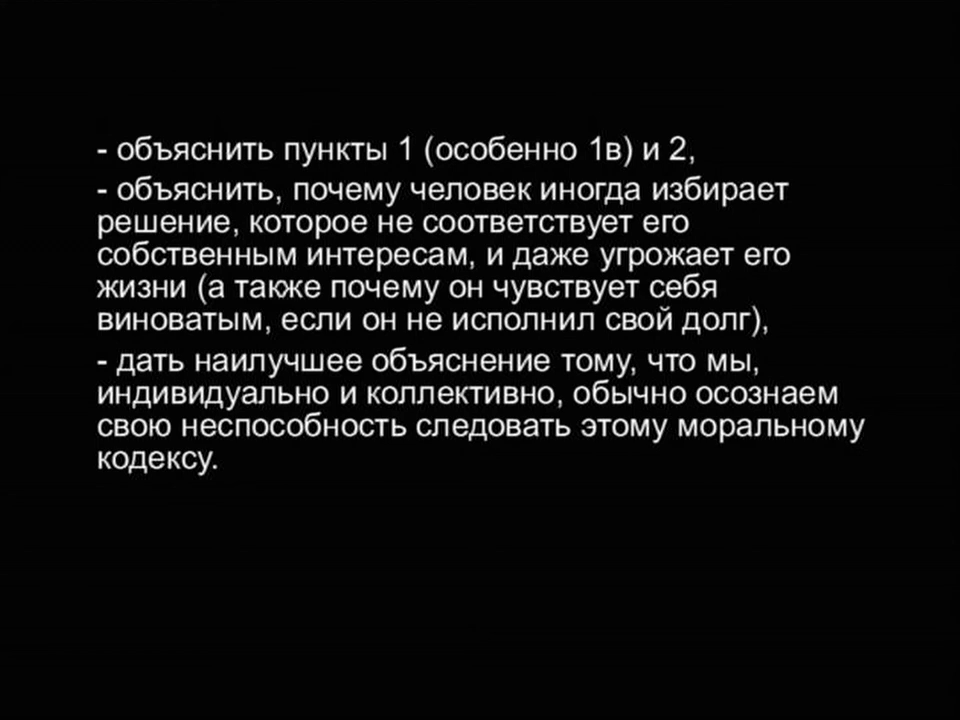 - объяснить пункты 1 (особенно 1в) и 2,
- объяснить, почему человек иногда избирает
решение, которое не соответствует его
собственным интересам, и даже угрожает его
жизни (а также почему он чувствует себя
виноватым, если он не исполнил свой долг),
- дать наилучшее объяснение тому, что мы,
индивидуально и коллективно, обычно осознаем
свою неспособность следовать этому моральному
кодексу.